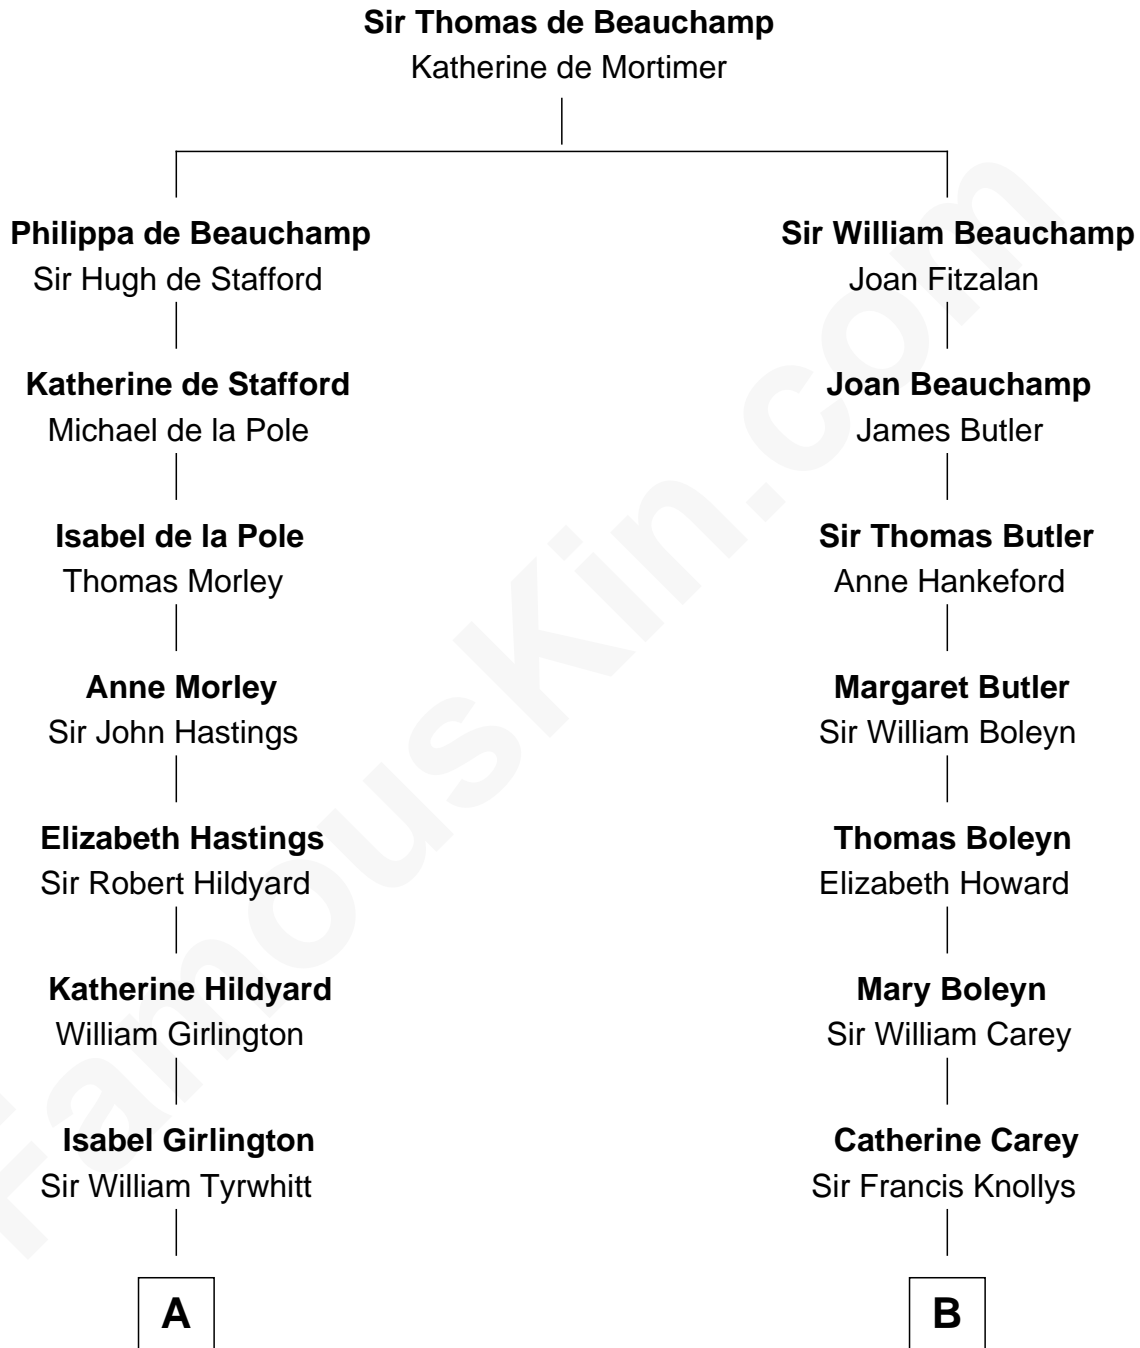 Sir Thomas de Beauchamp
Katherine de Mortimer
Philippa de Beauchamp
Sir Hugh de Stafford
Katherine de Stafford
Michael de la Pole
Isabel de la Pole
Thomas Morley
Anne Morley
Sir John Hastings
Elizabeth Hastings
Sir Robert Hildyard
Katherine Hildyard
William Girlington
Isabel Girlington
Sir William Tyrwhitt
A
Sir William Beauchamp
Joan Fitzalan
Joan Beauchamp
James Butler
Sir Thomas Butler
Anne Hankeford
Margaret Butler
Sir William Boleyn
Thomas Boleyn
Elizabeth Howard
Mary Boleyn
Sir William Carey
Catherine Carey
Sir Francis Knollys
B
FamousKin.com